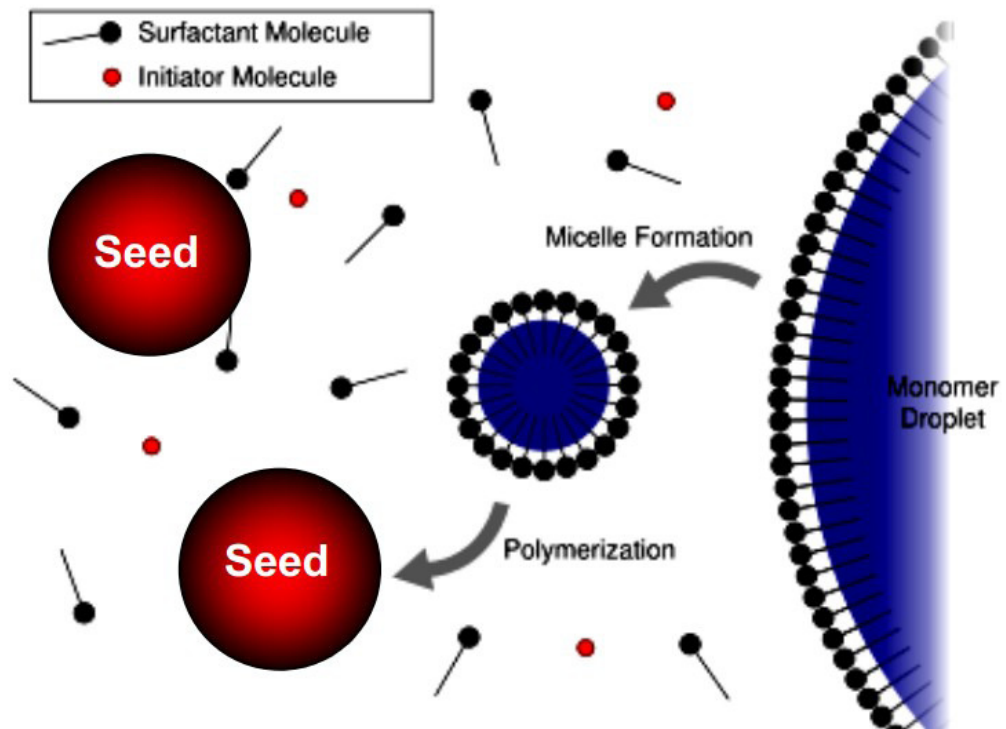 Surfactant Molecule
Initiator Molecule
Seed
Micelle Formation
Monomer
Droplet
Polymerization
Seed